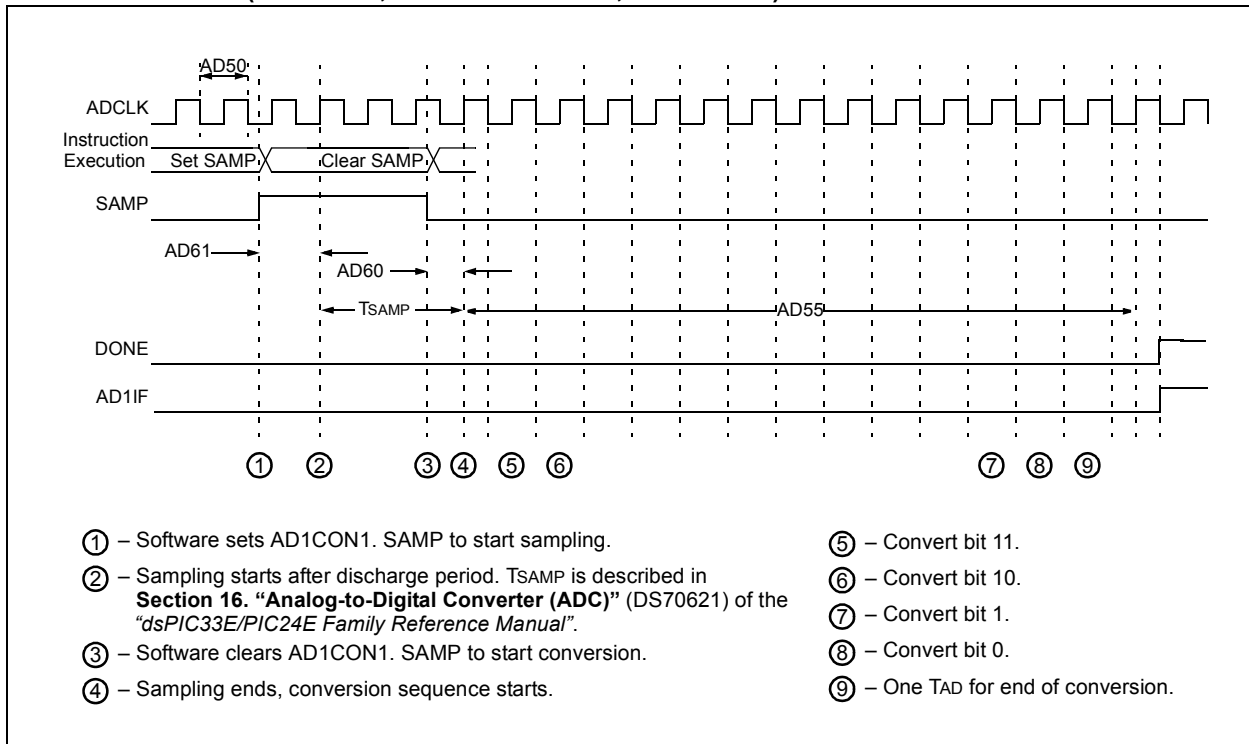 AD50
ADCLK
Instruction
Execution
Set SAMP
Clear SAMP
SAMP
AD61
AD60
TSAMP
AD55
DONE
AD1IF
1 2 3 4 5 6 7 8 9
1 – Software sets AD1CON1. SAMP to start sampling.
2 – Sampling starts after discharge period. TSAMP is described in
Section 16. “Analog-to-Digital Converter (ADC)” (DS70621) of the
“dsPIC33E/PIC24E Family Reference Manual”.
3 – Software clears AD1CON1. SAMP to start conversion.
4 – Sampling ends, conversion sequence starts.
5 – Convert bit 11.
6 – Convert bit 10.
7 – Convert bit 1.
8 – Convert bit 0.
9 – One TAD for end of conversion.